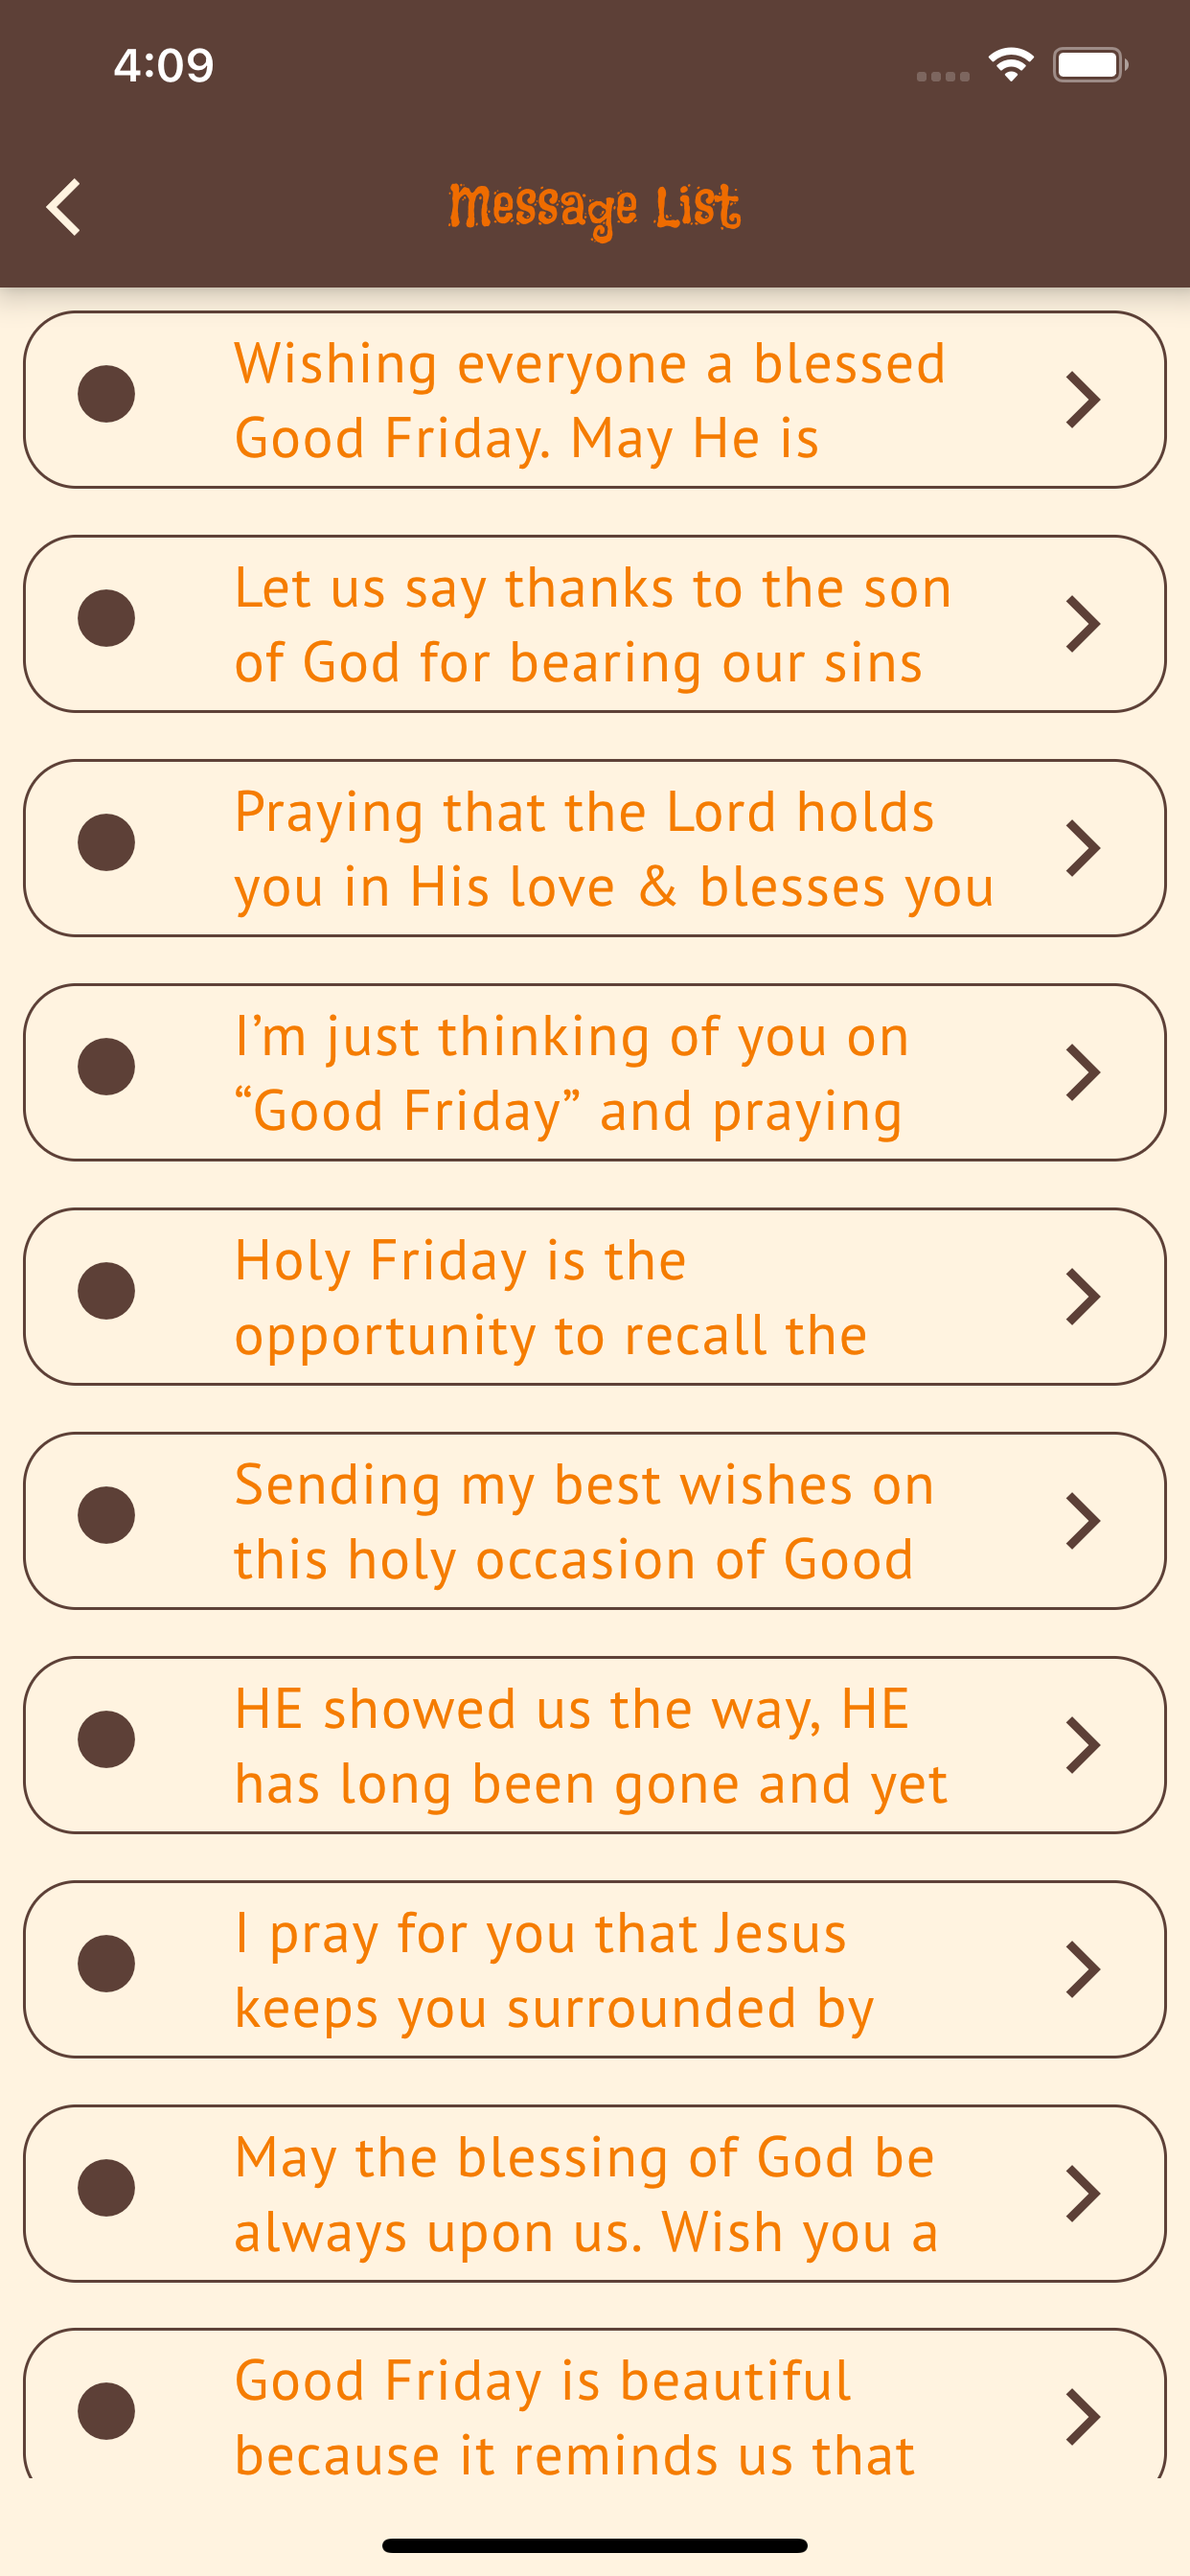 4:09
Message List
Wishing everyone a blessed
Good Friday. May He is
Let us say thanks to the son
of God for bearing our sins
Praying that the Lord holds
you in His love & blesses you
I’m just thinking of you on
“Good Friday” and praying
Holy Friday is the
opportunity to recall the
Sending my best wishes on
this holy occasion of Good
HE showed us the way, HE
has long been gone and yet
I pray for you that Jesus
keeps you surrounded by
May the blessing of God be
always upon us. Wish you a
Good Friday is beautiful
because it reminds us that